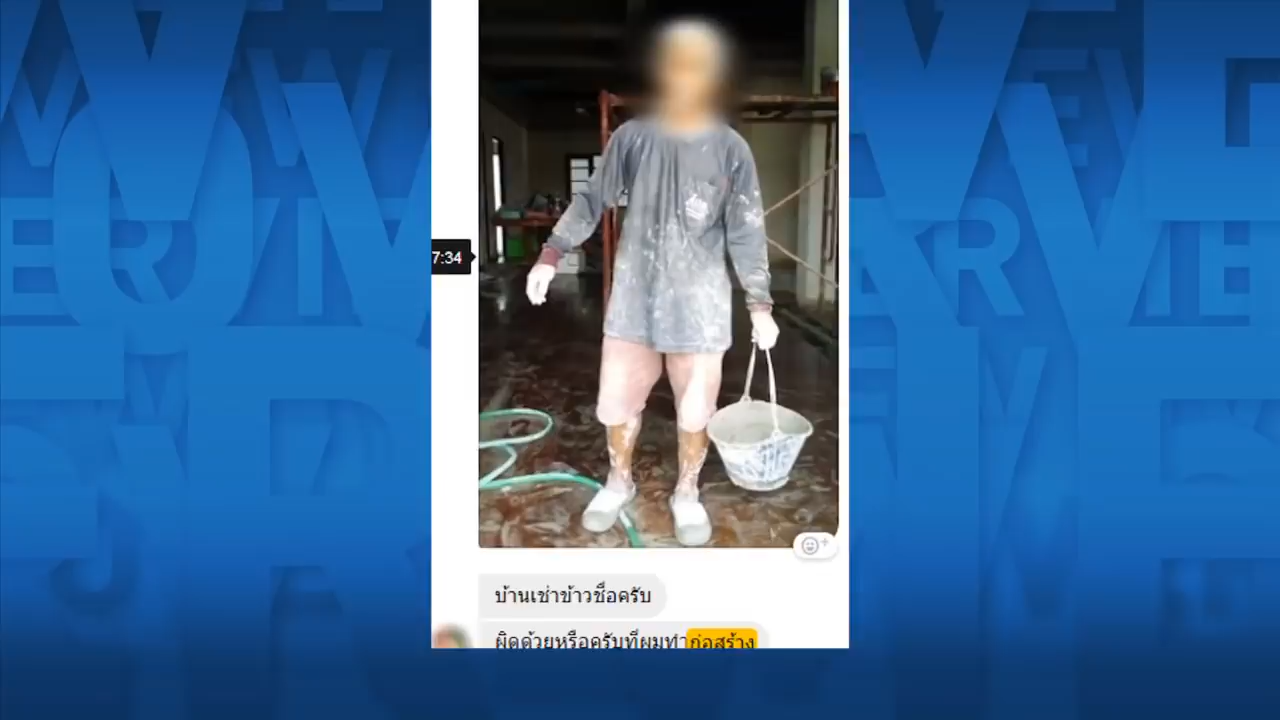 7:34
บ้านเช่าข้าวซื้อครับ
ผิดด้วยหรือครับที่ผมทำก่อสร้าง